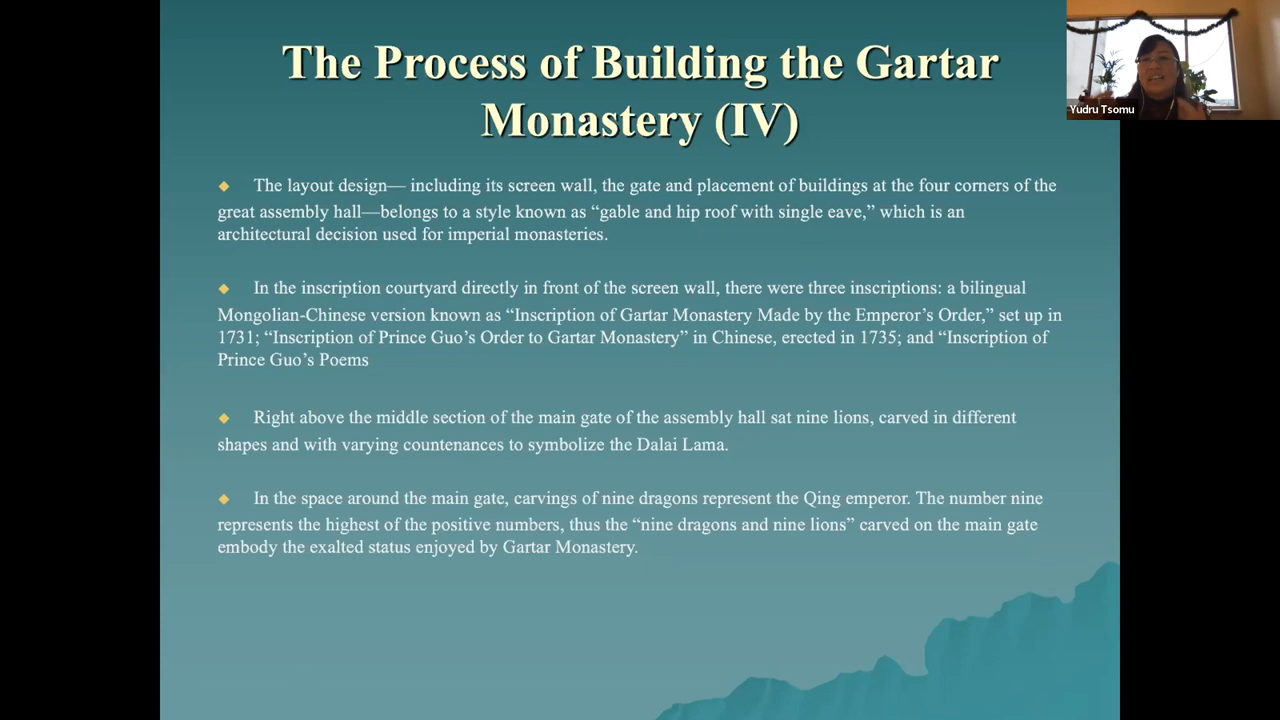 The Process of Building the Gartar
Monastery (IV)
Yudru Tsomu
The layout design— including its screen wall, the gate and placement of buildings at the four corners of the
great assembly hall—belongs to a style known as “gable and hip roof with single eave,” which is an
architectural decision used for imperial monasteries.
In the inscription courtyard directly in front of the screen wall, there were three inscriptions: a bilingual
Mongolian-Chinese version known as “Inscription of Gartar Monastery Made by the Emperor’s Order,” set up in
1731; “Inscription of Prince Guo’s Order to Gartar Monastery” in Chinese, erected in 1735; and “Inscription of
Prince Guo’s Poems
Right above the middle section of the main gate of the assembly hall sat nine lions, carved in different
shapes and with varying countenances to symbolize the Dalai Lama.
In the space around the main gate, carvings of nine dragons represent the Qing emperor. The number nine
represents the highest of the positive numbers, thus the “nine dragons and nine lions” carved on the main gate
embody the exalted status enjoyed by Gartar Monastery.